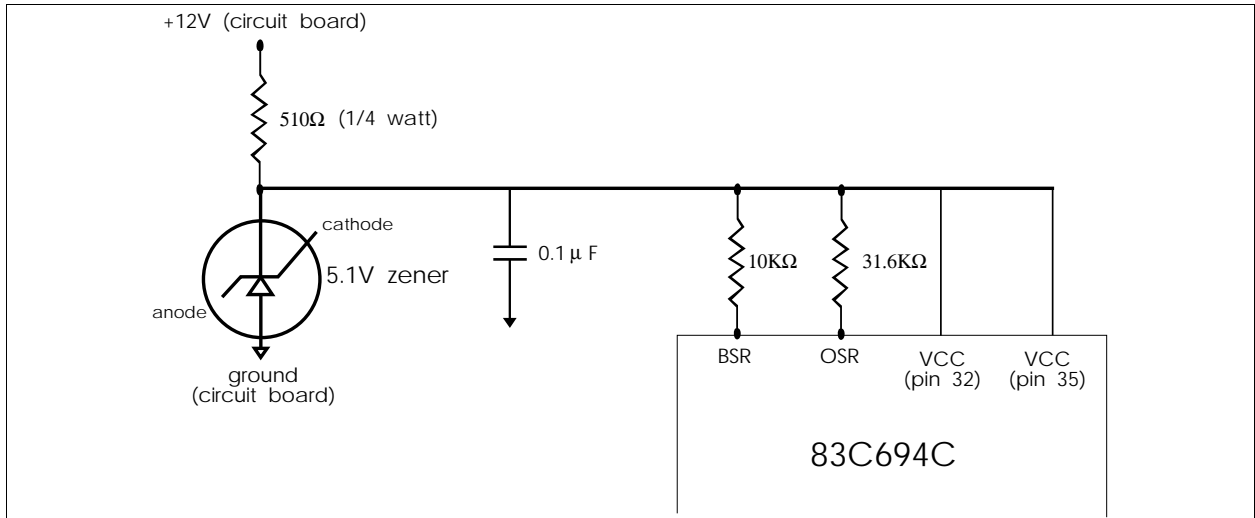 +12V (circuit board)
510Ω (1/4 watt)
cathode
5.1V zener
anode
ground
(circuit board)
0.1 µ F
10KΩ
31.6KΩ
BSR
OSR
VCC
(pin 32)
VCC
(pin 35)
83C694C